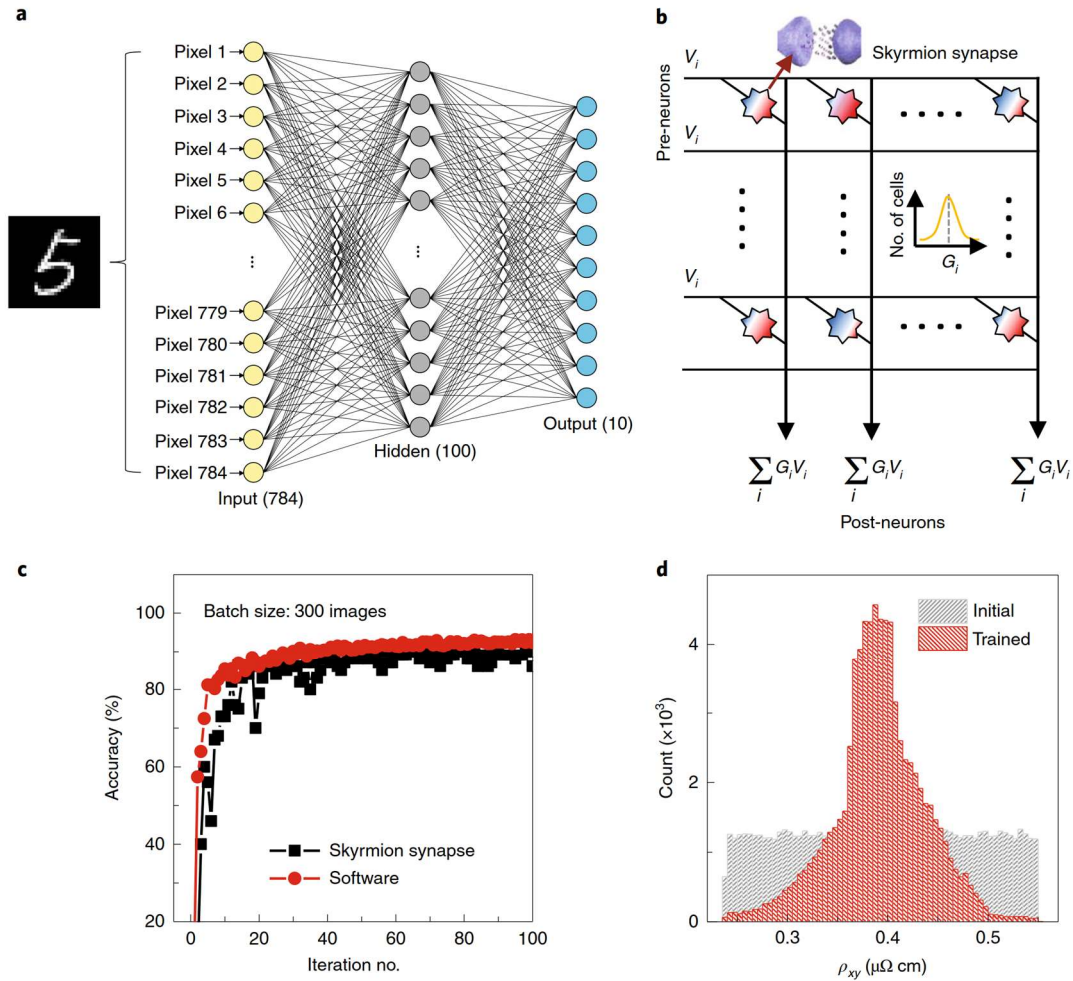 a
Pixel 1
Pixel 2
Pixel 3
Pixel 4
Pixel 5
Pixel 6
Pixel 779
Pixel 780
Pixel 781
Pixel 782
Pixel 783
Pixel 784
Input (784)
Hidden (100)
Output (10)
b
Skyrmion synapse
Pre-neurons
V_i
V_i
V_i
No. of cells
G_i
∑_i G_iV_i
∑_i G_iV_i
∑_i G_iV_i
Post-neurons
c
Batch size: 300 images
Accuracy (%)
100
80
60
40
20
Skyrmion synapse
Software
0 20 40 60 80 100
Iteration no.
d
Initial
Trained
Count (×10³)
4
2
0
0.3 0.4 0.5
ρ_xy (μΩ cm)